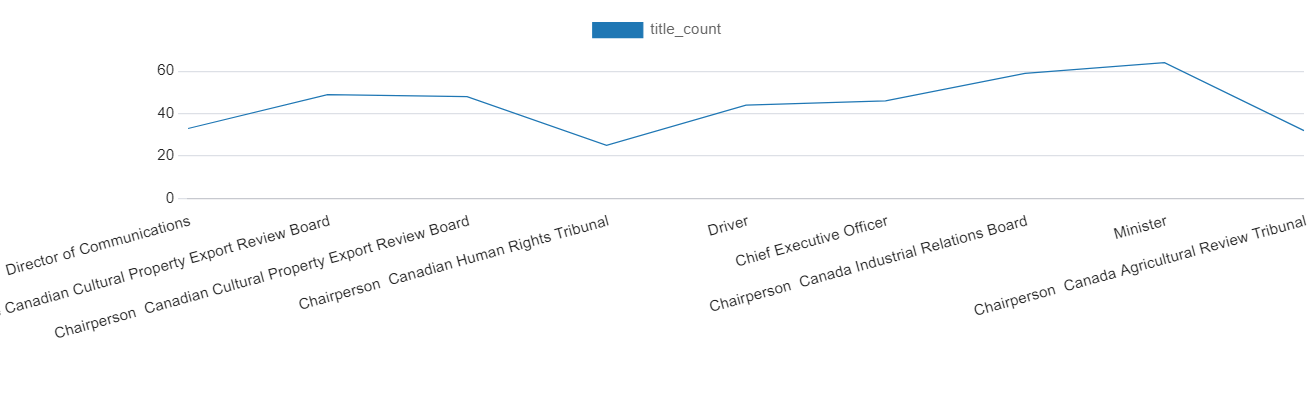 title_count
60
40
20
0
Director of Communications
Canadian Cultural Property Export Review Board
Chairperson  Canadian Cultural Property Export Review Board
Chairperson  Canadian Human Rights Tribunal
Driver
Chief Executive Officer
Chairperson  Canada Industrial Relations Board
Minister
Chairperson  Canada Agricultural Review Tribunal